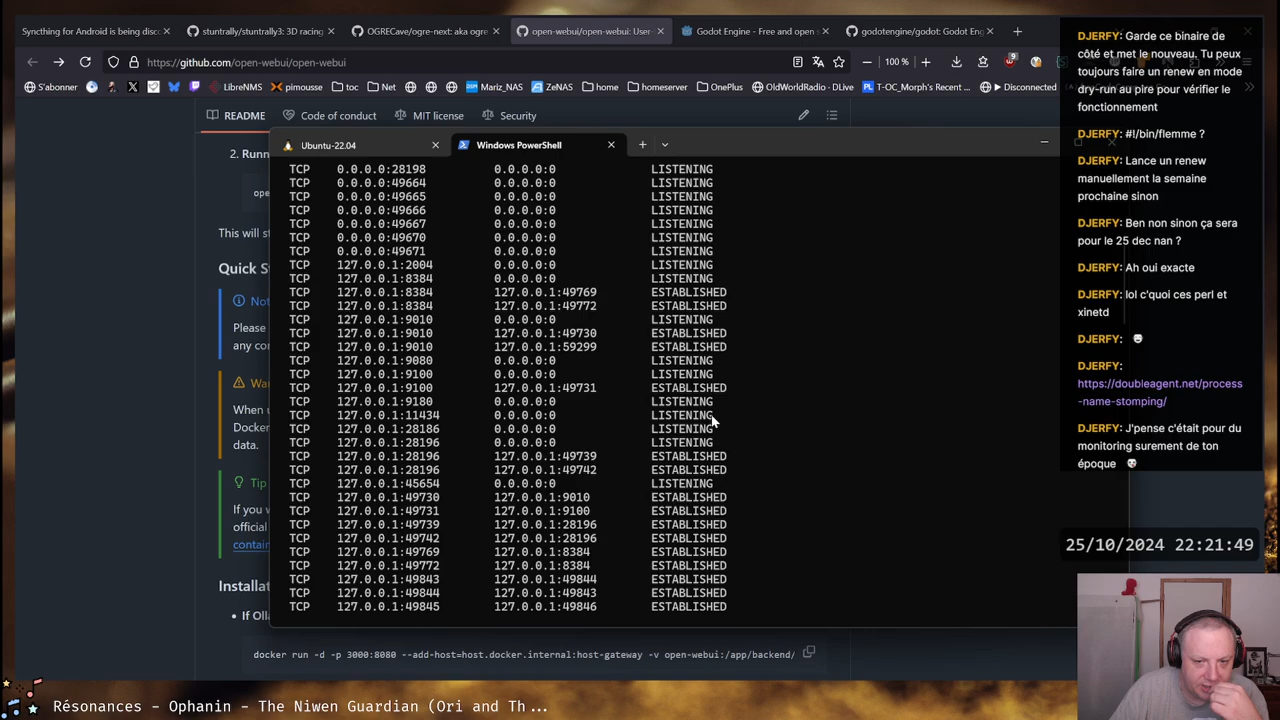 Syncthing for Android is being disco
stuntrally/stuntrally3: 3D racing
OGRECave/ogre-next: aka ogre
open-webui/open-webui: User-
Godot Engine - Free and open s
godotengine/godot: Godot Eng
https://github.com/open-webui/open-webui
100 %
9
S'abonner
LibreNMS
pimousse
toc
Net
Mariz_NAS
ZeNAS
home
homeserver
OnePlus
OldWorldRadio - DLive
T-OC_Morph's Recent ...
Disconnected
README
Code of conduct
MIT license
Security
2. Runn
ope
This will st
Quick S
Not
Please
any cor
Wa
When u
Docker
data.
Tip
If you w
official
contain
Installat
• If Olla
docker run -d -p 3000:8080 --add-host=host.docker.internal:host-gateway -v open-webui:/app/backend/
Ubuntu-22.04
Windows PowerShell
TCP 0.0.0.0:28198 0.0.0.0:0 LISTENING
TCP 0.0.0.0:49664 0.0.0.0:0 LISTENING
TCP 0.0.0.0:49665 0.0.0.0:0 LISTENING
TCP 0.0.0.0:49666 0.0.0.0:0 LISTENING
TCP 0.0.0.0:49667 0.0.0.0:0 LISTENING
TCP 0.0.0.0:49670 0.0.0.0:0 LISTENING
TCP 0.0.0.0:49671 0.0.0.0:0 LISTENING
TCP 127.0.0.1:2004 0.0.0.0:0 LISTENING
TCP 127.0.0.1:8384 0.0.0.0:0 LISTENING
TCP 127.0.0.1:8384 127.0.0.1:49769 ESTABLISHED
TCP 127.0.0.1:8384 127.0.0.1:49772 ESTABLISHED
TCP 127.0.0.1:9010 0.0.0.0:0 LISTENING
TCP 127.0.0.1:9010 127.0.0.1:49730 ESTABLISHED
TCP 127.0.0.1:9010 127.0.0.1:59299 ESTABLISHED
TCP 127.0.0.1:9080 0.0.0.0:0 LISTENING
TCP 127.0.0.1:9100 0.0.0.0:0 LISTENING
TCP 127.0.0.1:9100 127.0.0.1:49731 ESTABLISHED
TCP 127.0.0.1:9180 0.0.0.0:0 LISTENING
TCP 127.0.0.1:11434 0.0.0.0:0 LISTENING
TCP 127.0.0.1:28186 0.0.0.0:0 LISTENING
TCP 127.0.0.1:28196 0.0.0.0:0 LISTENING
TCP 127.0.0.1:28196 127.0.0.1:49739 ESTABLISHED
TCP 127.0.0.1:28196 127.0.0.1:49742 ESTABLISHED
TCP 127.0.0.1:45654 0.0.0.0:0 LISTENING
TCP 127.0.0.1:49730 127.0.0.1:9010 ESTABLISHED
TCP 127.0.0.1:49731 127.0.0.1:9100 ESTABLISHED
TCP 127.0.0.1:49739 127.0.0.1:28196 ESTABLISHED
TCP 127.0.0.1:49742 127.0.0.1:28196 ESTABLISHED
TCP 127.0.0.1:49769 127.0.0.1:8384 ESTABLISHED
TCP 127.0.0.1:49772 127.0.0.1:8384 ESTABLISHED
TCP 127.0.0.1:49843 127.0.0.1:49844 ESTABLISHED
TCP 127.0.0.1:49844 127.0.0.1:49843 ESTABLISHED
TCP 127.0.0.1:49845 127.0.0.1:49846 ESTABLISHED
DJERFY: Garde ce binaire de
côté et met le nouveau. Tu peux
toujours faire un renew en mode
dry-run au pire pour vérifier le
fonctionnement
DJERFY: #!/bin/flemme ?
DJERFY: Lance un renew
manuellement la semaine
prochaine sinon
DJERFY: Ben non sinon ça sera
pour le 25 dec nan ?
DJERFY: Ah oui exacte
DJERFY: lol c'quoi ces perl et
xinetd
DJERFY:
DJERFY:
https://doubleagent.net/process
-name-stomping/
DJERFY: J'pense c'était pour du
monitoring surement de ton
époque
25/10/2024 22:21:49
Résonances - Ophanin - The Niwen Guardian (Ori and Th...